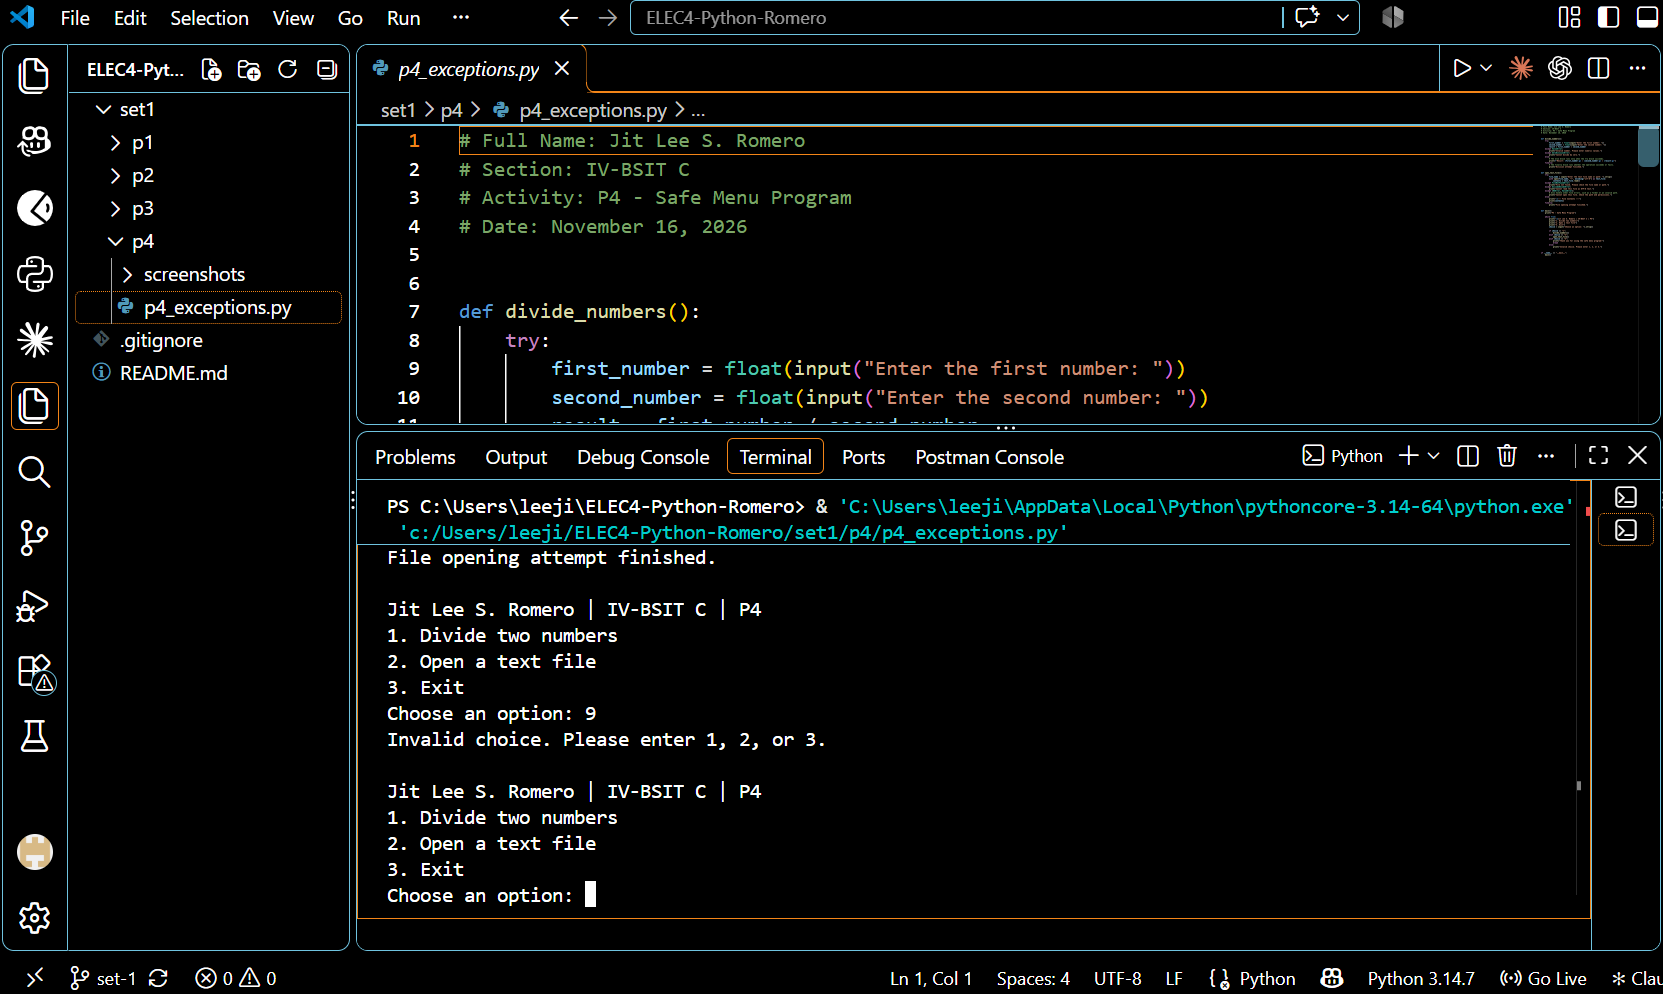 File Edit Selection View Go Run ···
ELEC4-Python-Romero
ELEC4-Pyt...
set1
p1
p2
p3
p4
screenshots
p4_exceptions.py
.gitignore
README.md
p4_exceptions.py
set1 > p4 > p4_exceptions.py > ...
1 # Full Name: Jit Lee S. Romero
2 # Section: IV-BSIT C
3 # Activity: P4 - Safe Menu Program
4 # Date: November 16, 2026
5
6
7 def divide_numbers():
8 try:
9 first_number = float(input("Enter the first number: "))
10 second_number = float(input("Enter the second number: "))
11 result = first_number / second_number
Problems Output Debug Console Terminal Ports Postman Console
Python
PS C:\Users\leeji\ELEC4-Python-Romero> & 'C:\Users\leeji\AppData\Local\Python\pythoncore-3.14-64\python.exe'
'c:/Users/leeji/ELEC4-Python-Romero/set1/p4/p4_exceptions.py'
File opening attempt finished.
Jit Lee S. Romero | IV-BSIT C | P4
1. Divide two numbers
2. Open a text file
3. Exit
Choose an option: 9
Invalid choice. Please enter 1, 2, or 3.
Jit Lee S. Romero | IV-BSIT C | P4
1. Divide two numbers
2. Open a text file
3. Exit
Choose an option:
set-1 0 0 Ln 1, Col 1 Spaces: 4 UTF-8 LF Python Python 3.14.7 Go Live Clau